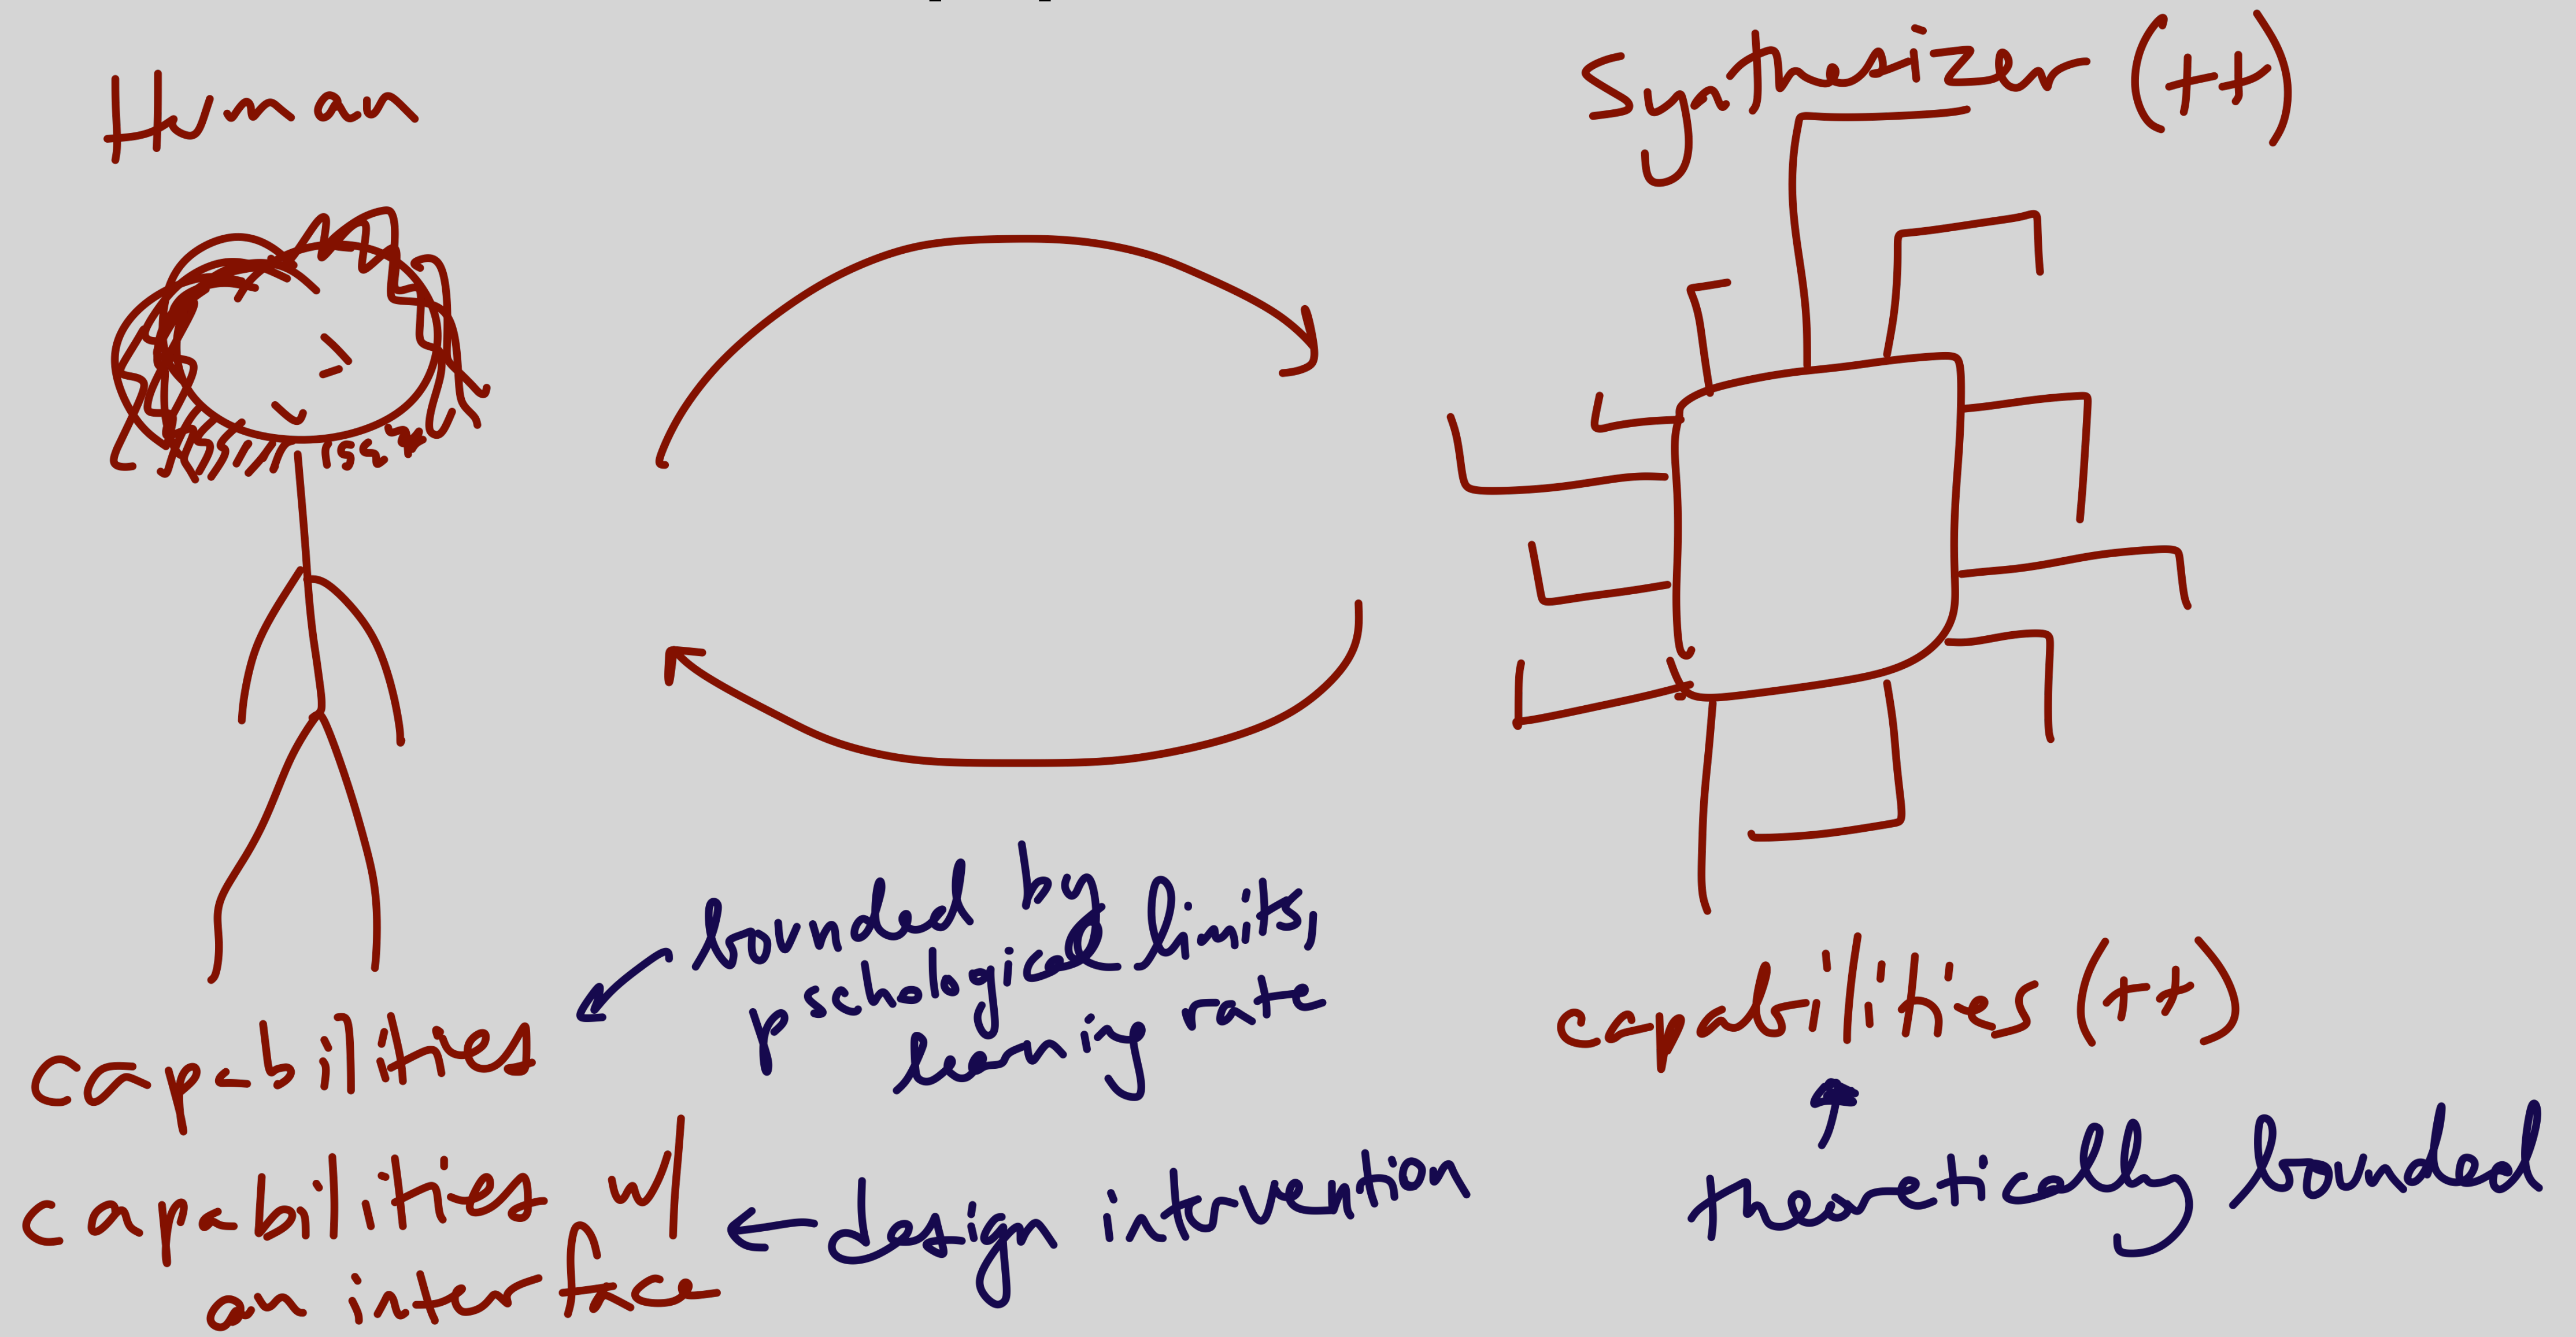 Human
Synthesizer (++)
bounded by
pschological limits,
learning rate
capabilities
capabilities w/
an interface
design intervention
capabilities (++)
theoretically bounded